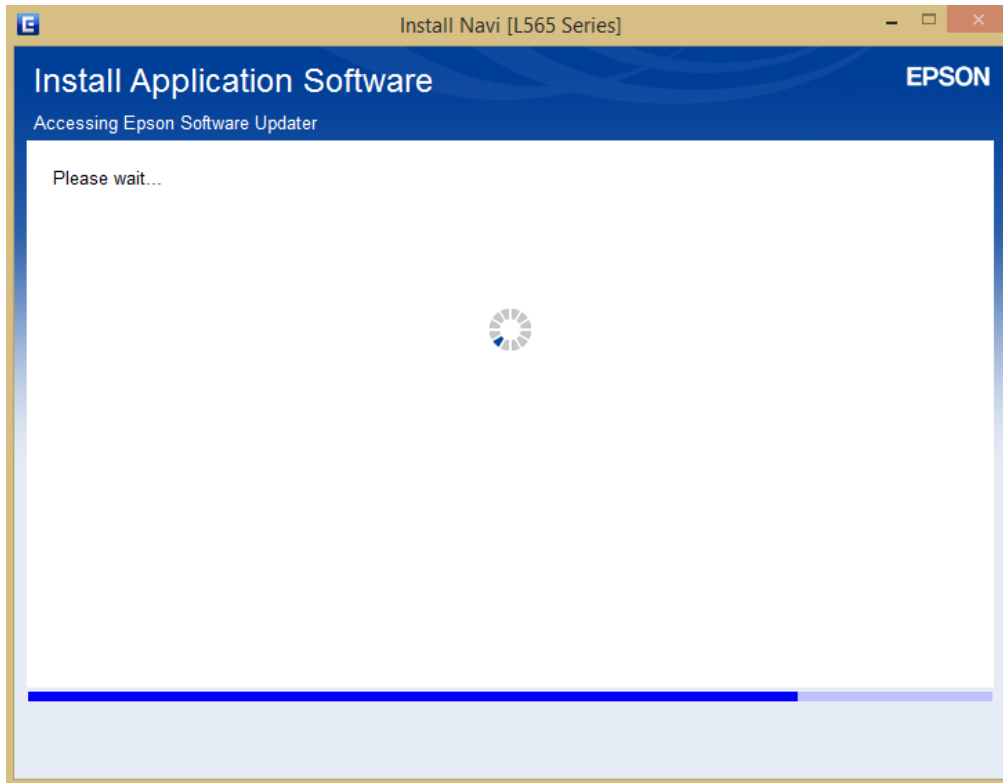 Install Navi [L565 Series]
Install Application Software
EPSON
Accessing Epson Software Updater
Please wait...